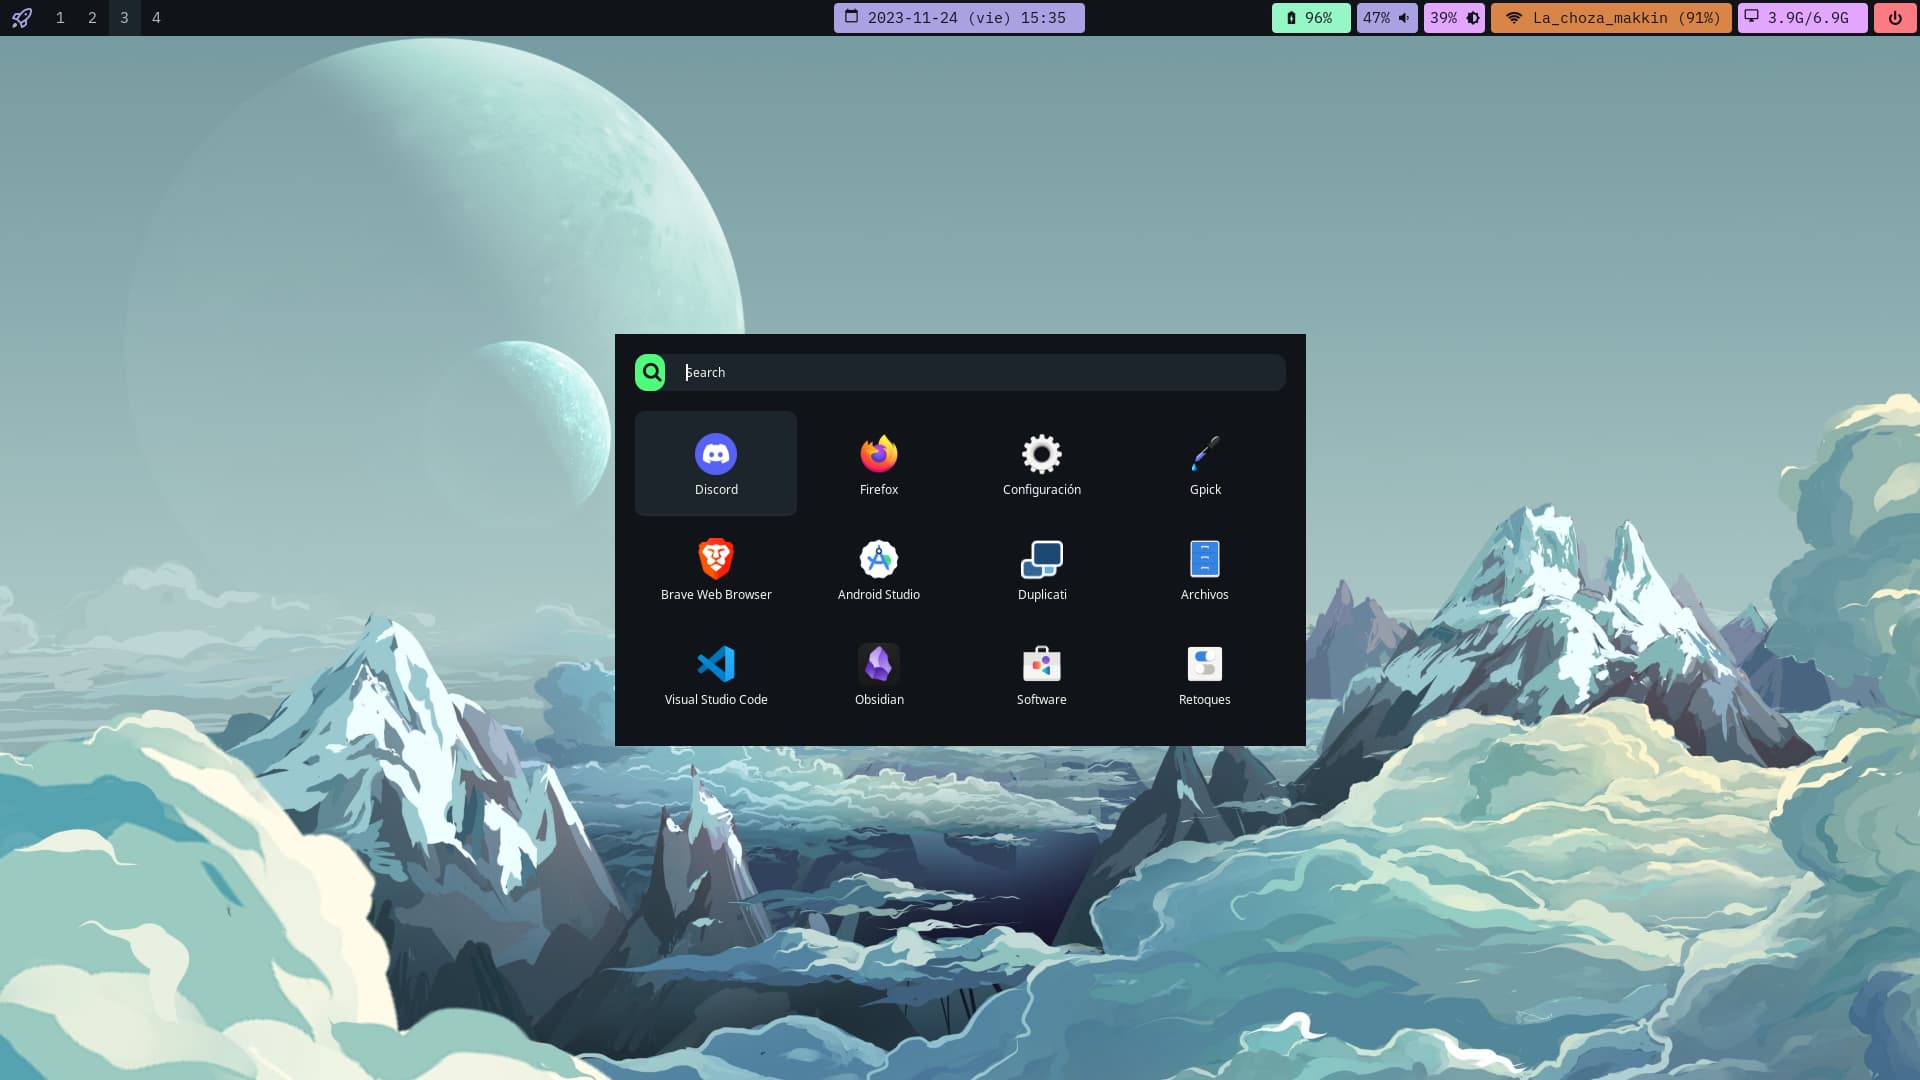 1 2 3 4 2023-11-24 (vie) 15:35 96% 47% 39% La_choza_makkin (91%) 3.9G/6.9G
Search
Discord Firefox Configuración Gpick
Brave Web Browser Android Studio Duplicati Archivos
Visual Studio Code Obsidian Software Retoques